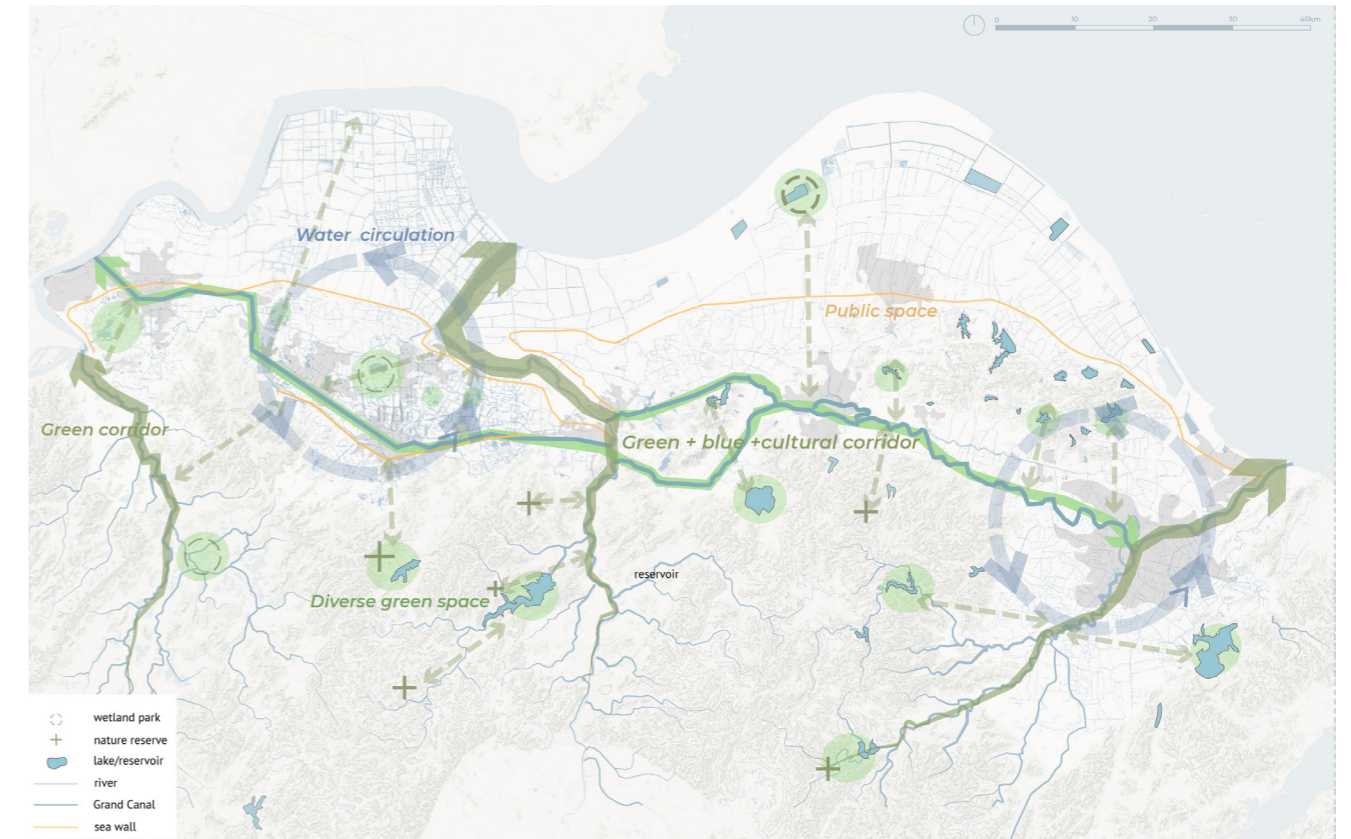 0 10 20 30 40km
Water circulation
Public space
Green corridor
Green + blue +cultural corridor
reservoir
Diverse green space
wetland park
nature reserve
lake/reservoir
river
Grand Canal
sea wall